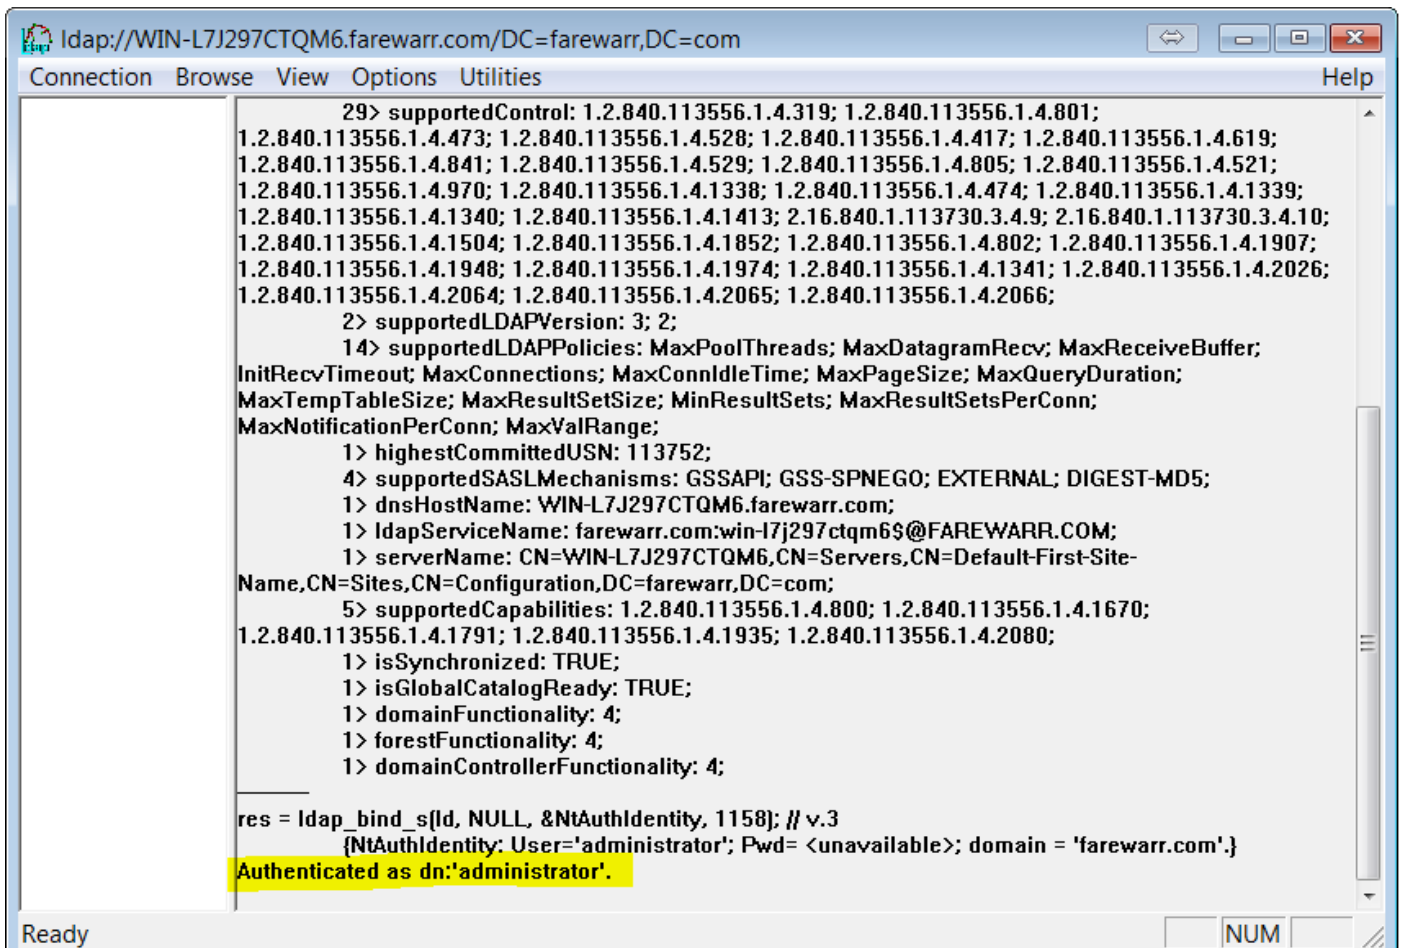 ldap://WIN-L7J297CTQM6.farewarr.com/DC=farewarr,DC=com
Connection Browse View Options Utilities Help
29> supportedControl: 1.2.840.113556.1.4.319; 1.2.840.113556.1.4.801;
1.2.840.113556.1.4.473; 1.2.840.113556.1.4.528; 1.2.840.113556.1.4.417; 1.2.840.113556.1.4.619;
1.2.840.113556.1.4.841; 1.2.840.113556.1.4.529; 1.2.840.113556.1.4.805; 1.2.840.113556.1.4.521;
1.2.840.113556.1.4.970; 1.2.840.113556.1.4.1338; 1.2.840.113556.1.4.474; 1.2.840.113556.1.4.1339;
1.2.840.113556.1.4.1340; 1.2.840.113556.1.4.1413; 2.16.840.1.113730.3.4.9; 2.16.840.1.113730.3.4.10;
1.2.840.113556.1.4.1504; 1.2.840.113556.1.4.1852; 1.2.840.113556.1.4.802; 1.2.840.113556.1.4.1907;
1.2.840.113556.1.4.1948; 1.2.840.113556.1.4.1974; 1.2.840.113556.1.4.1341; 1.2.840.113556.1.4.2026;
1.2.840.113556.1.4.2064; 1.2.840.113556.1.4.2065; 1.2.840.113556.1.4.2066;
2> supportedLDAPVersion: 3; 2;
14> supportedLDAPPolicies: MaxPoolThreads; MaxDatagramRecv; MaxReceiveBuffer;
InitRecvTimeout; MaxConnections; MaxConnIdleTime; MaxPageSize; MaxQueryDuration;
MaxTempTableSize; MaxResultSetSize; MinResultSets; MaxResultSetsPerConn;
MaxNotificationPerConn; MaxValRange;
1> highestCommittedUSN: 113752;
4> supportedSASLMechanisms: GSSAPI; GSS-SPNEGO; EXTERNAL; DIGEST-MD5;
1> dnsHostName: WIN-L7J297CTQM6.farewarr.com;
1> ldapServiceName: farewarr.com:win-l7j297ctqm6$@FAREWARR.COM;
1> serverName: CN=WIN-L7J297CTQM6,CN=Servers,CN=Default-First-Site-
Name,CN=Sites,CN=Configuration,DC=farewarr,DC=com;
5> supportedCapabilities: 1.2.840.113556.1.4.800; 1.2.840.113556.1.4.1670;
1.2.840.113556.1.4.1791; 1.2.840.113556.1.4.1935; 1.2.840.113556.1.4.2080;
1> isSynchronized: TRUE;
1> isGlobalCatalogReady: TRUE;
1> domainFunctionality: 4;
1> forestFunctionality: 4;
1> domainControllerFunctionality: 4;
res = ldap_bind_s(ld, NULL, &NtAuthIdentity, 1158); // v.3
{NtAuthIdentity: User='administrator'; Pwd= <unavailable>; domain = 'farewarr.com'.}
Authenticated as dn:'administrator'.
Ready NUM